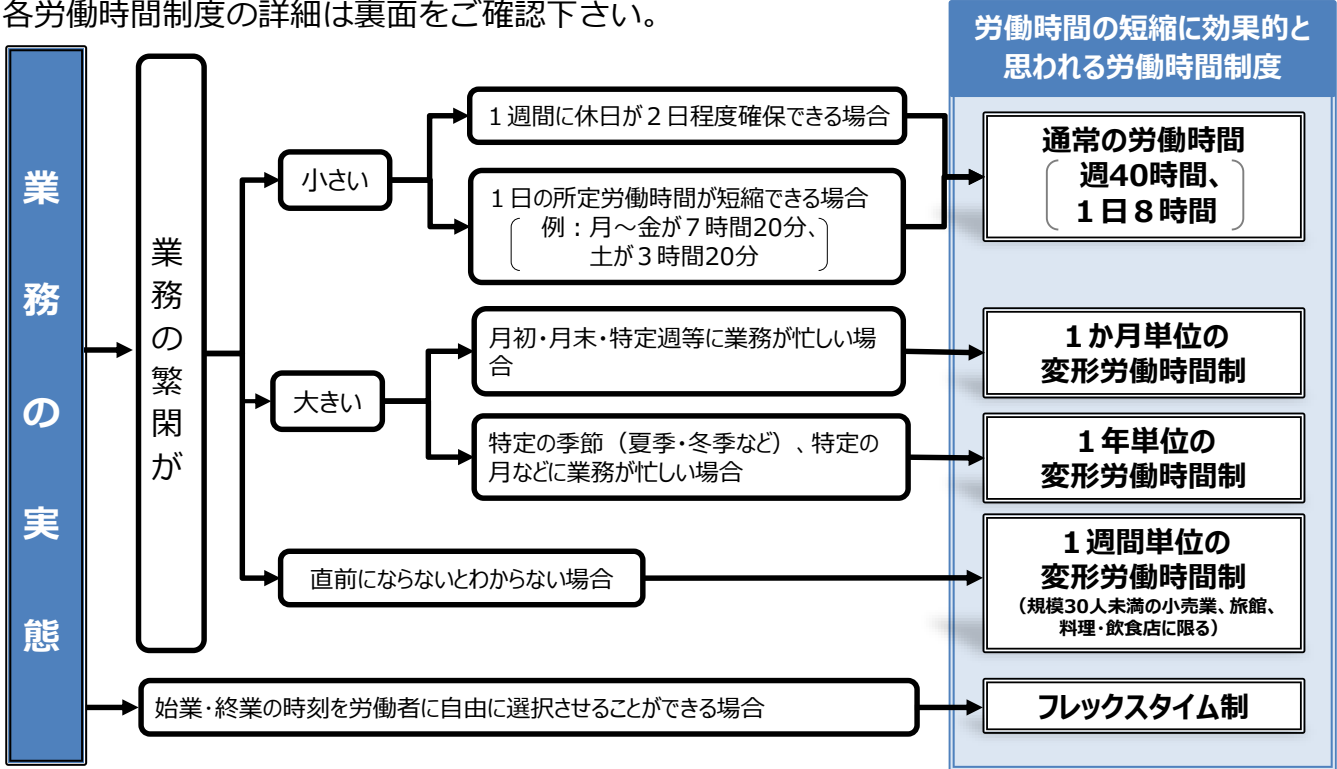 各労働時間制度の詳細は裏面をご確認下さい。
労働時間の短縮に効果的と
思われる労働時間制度
業務の実態
業務の繁閑が
小さい
１週間に休日が２日程度確保できる場合
１日の所定労働時間が短縮できる場合
例：月～金が７時間20分、
土が３時間20分
通常の労働時間
週40時間、
１日８時間
大きい
月初・月末・特定週等に業務が忙しい場
合
１か月単位の
変形労働時間制
特定の季節（夏季・冬季など）、特定の
月などに業務が忙しい場合
１年単位の
変形労働時間制
直前にならないとわからない場合
１週間単位の
変形労働時間制
（規模30人未満の小売業、旅館、
料理・飲食店に限る）
始業・終業の時刻を労働者に自由に選択させることができる場合
フレックスタイム制